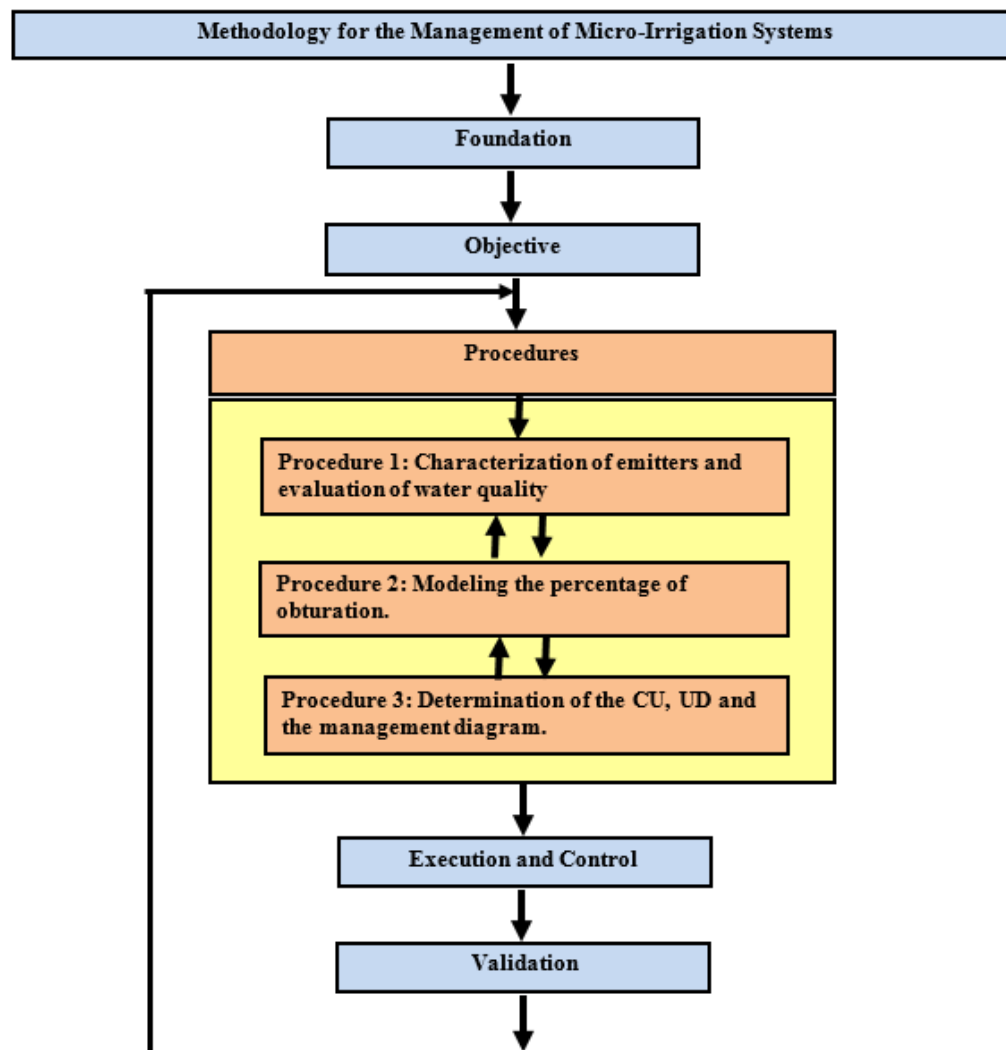 Methodology for the Management of Micro-Irrigation Systems
Foundation
Objective
Procedures
Procedure 1: Characterization of emitters and
evaluation of water quality
Procedure 2: Modeling the percentage of
obturation.
Procedure 3: Determination of the CU, UD and
the management diagram.
Execution and Control
Validation